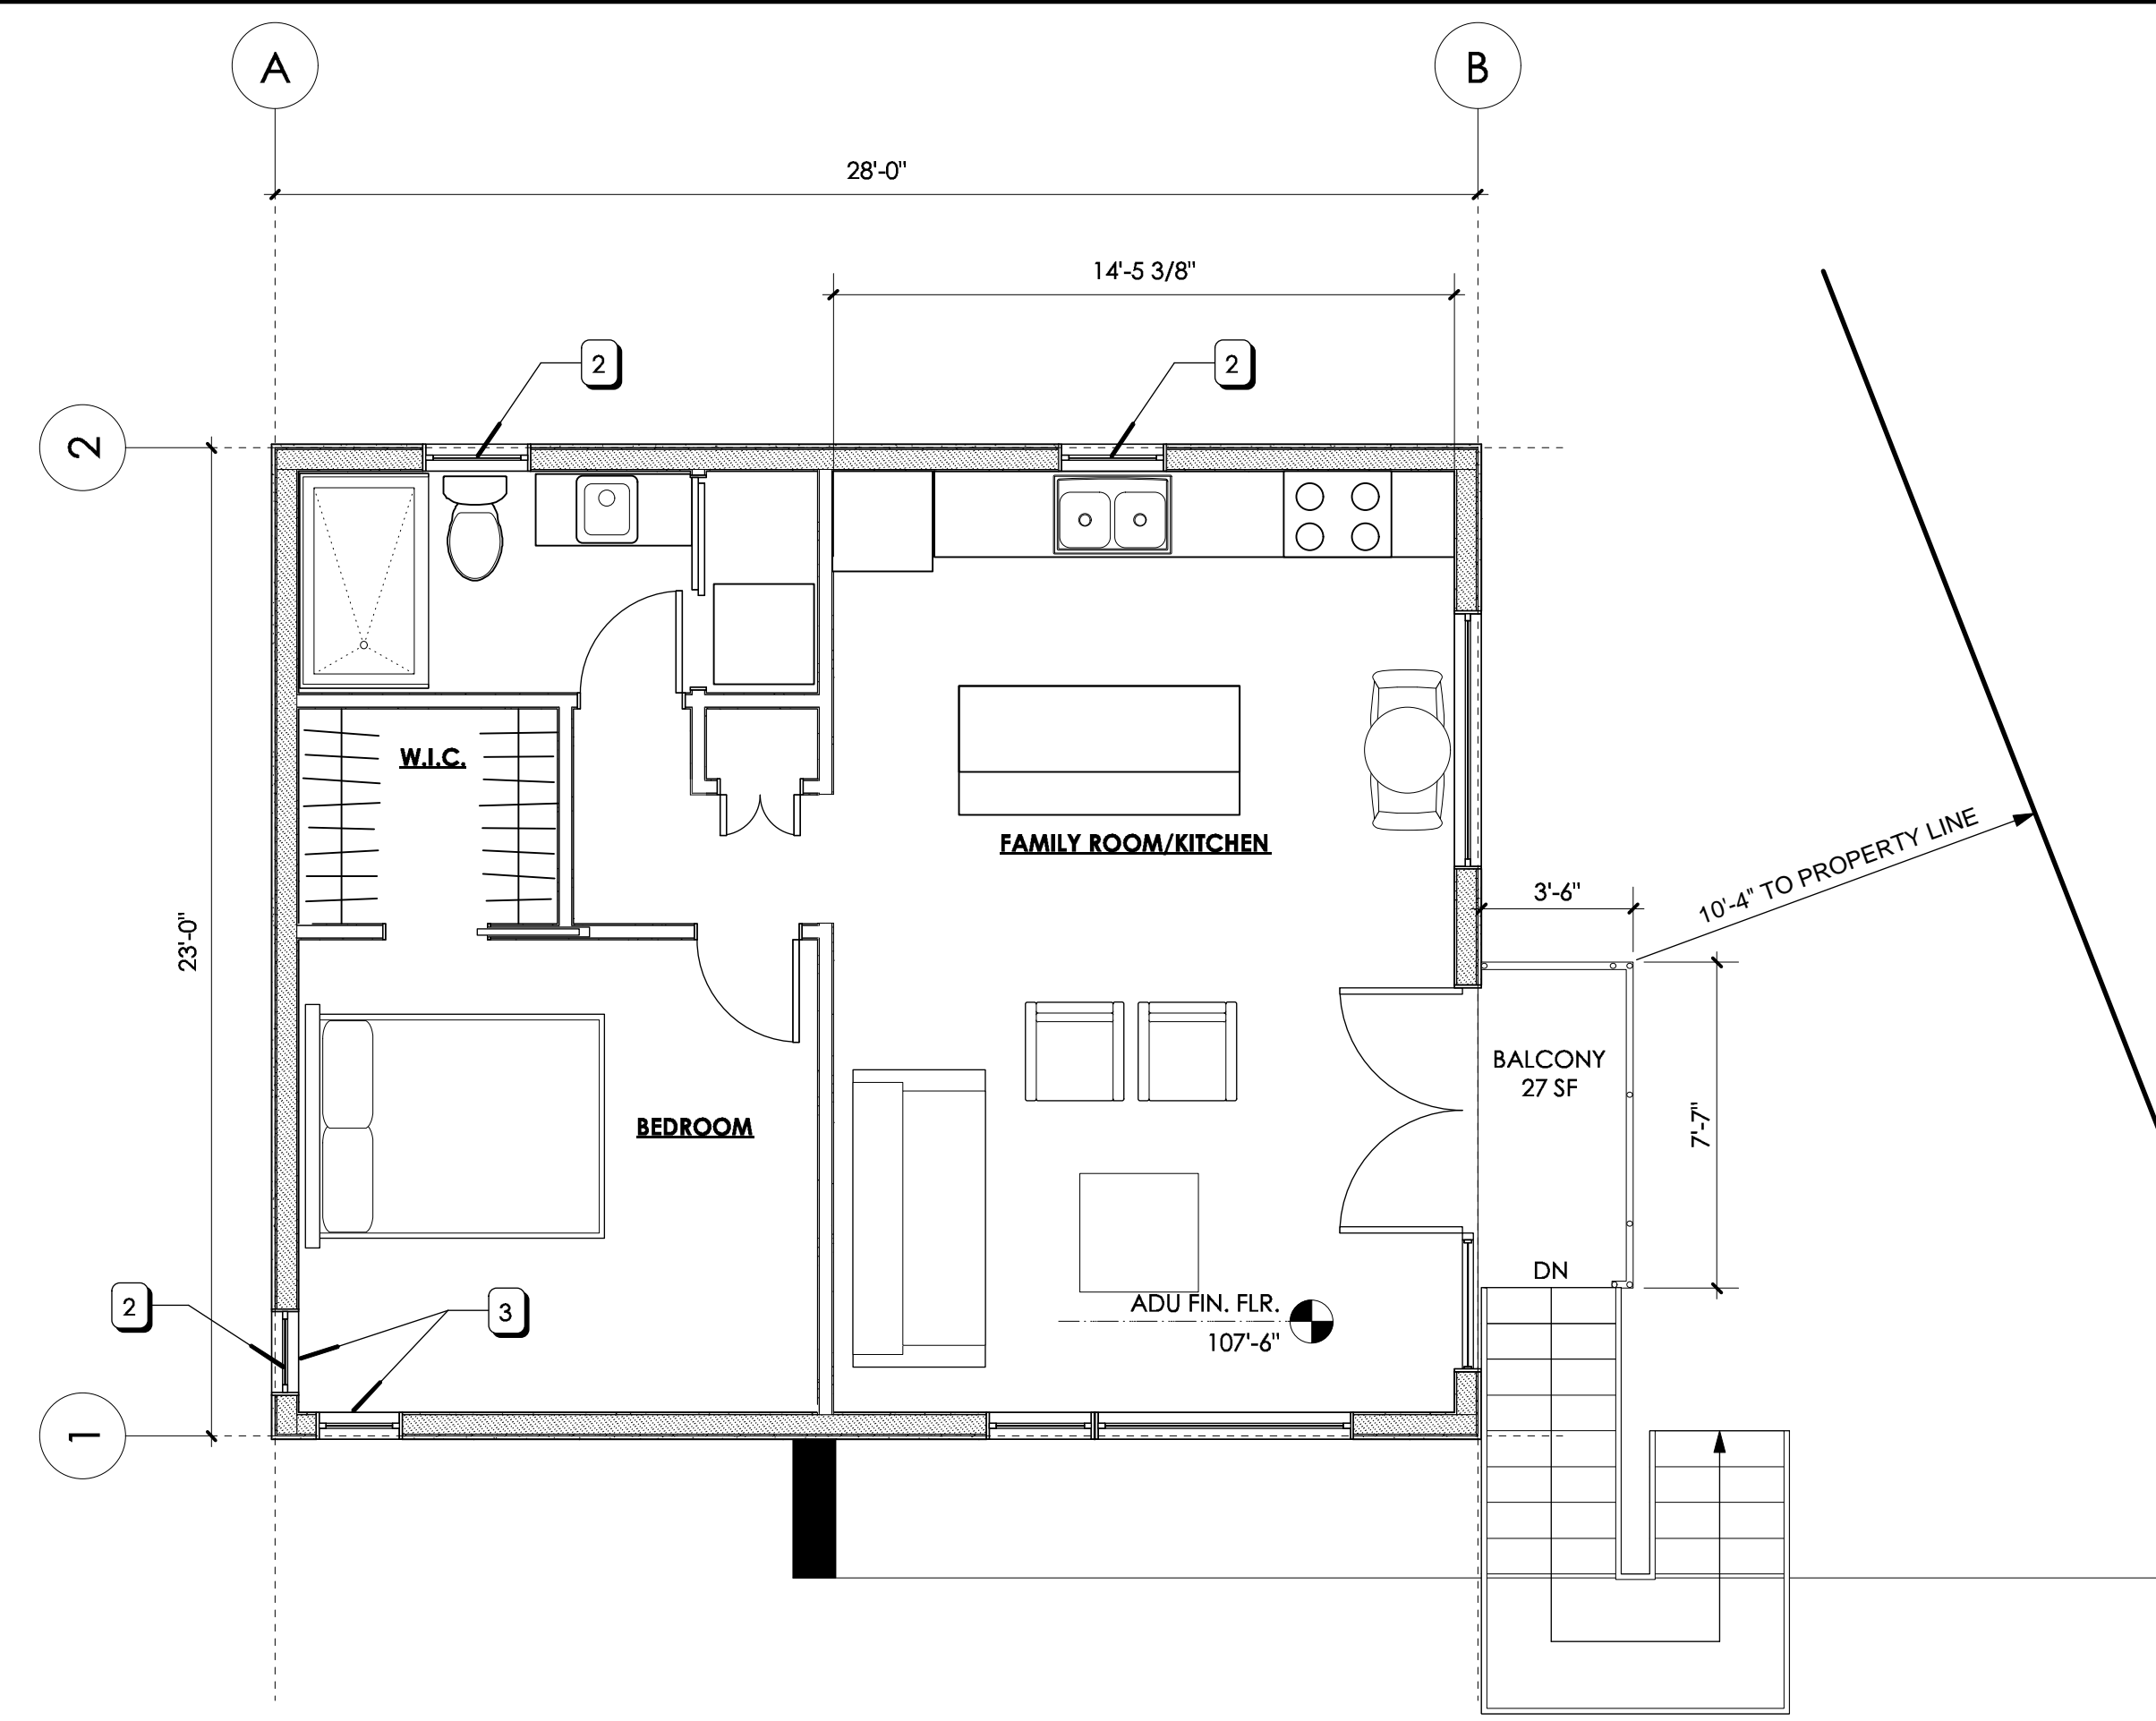 A
B
28'-0"
14'-5 3/8"
2
2
2
W.I.C.
FAMILY ROOM/KITCHEN
10'-4" TO PROPERTY LINE
3'-6"
23'-0"
BALCONY
27 SF
7'-7"
BEDROOM
DN
2
3
ADU FIN. FLR.
107'-6"
1